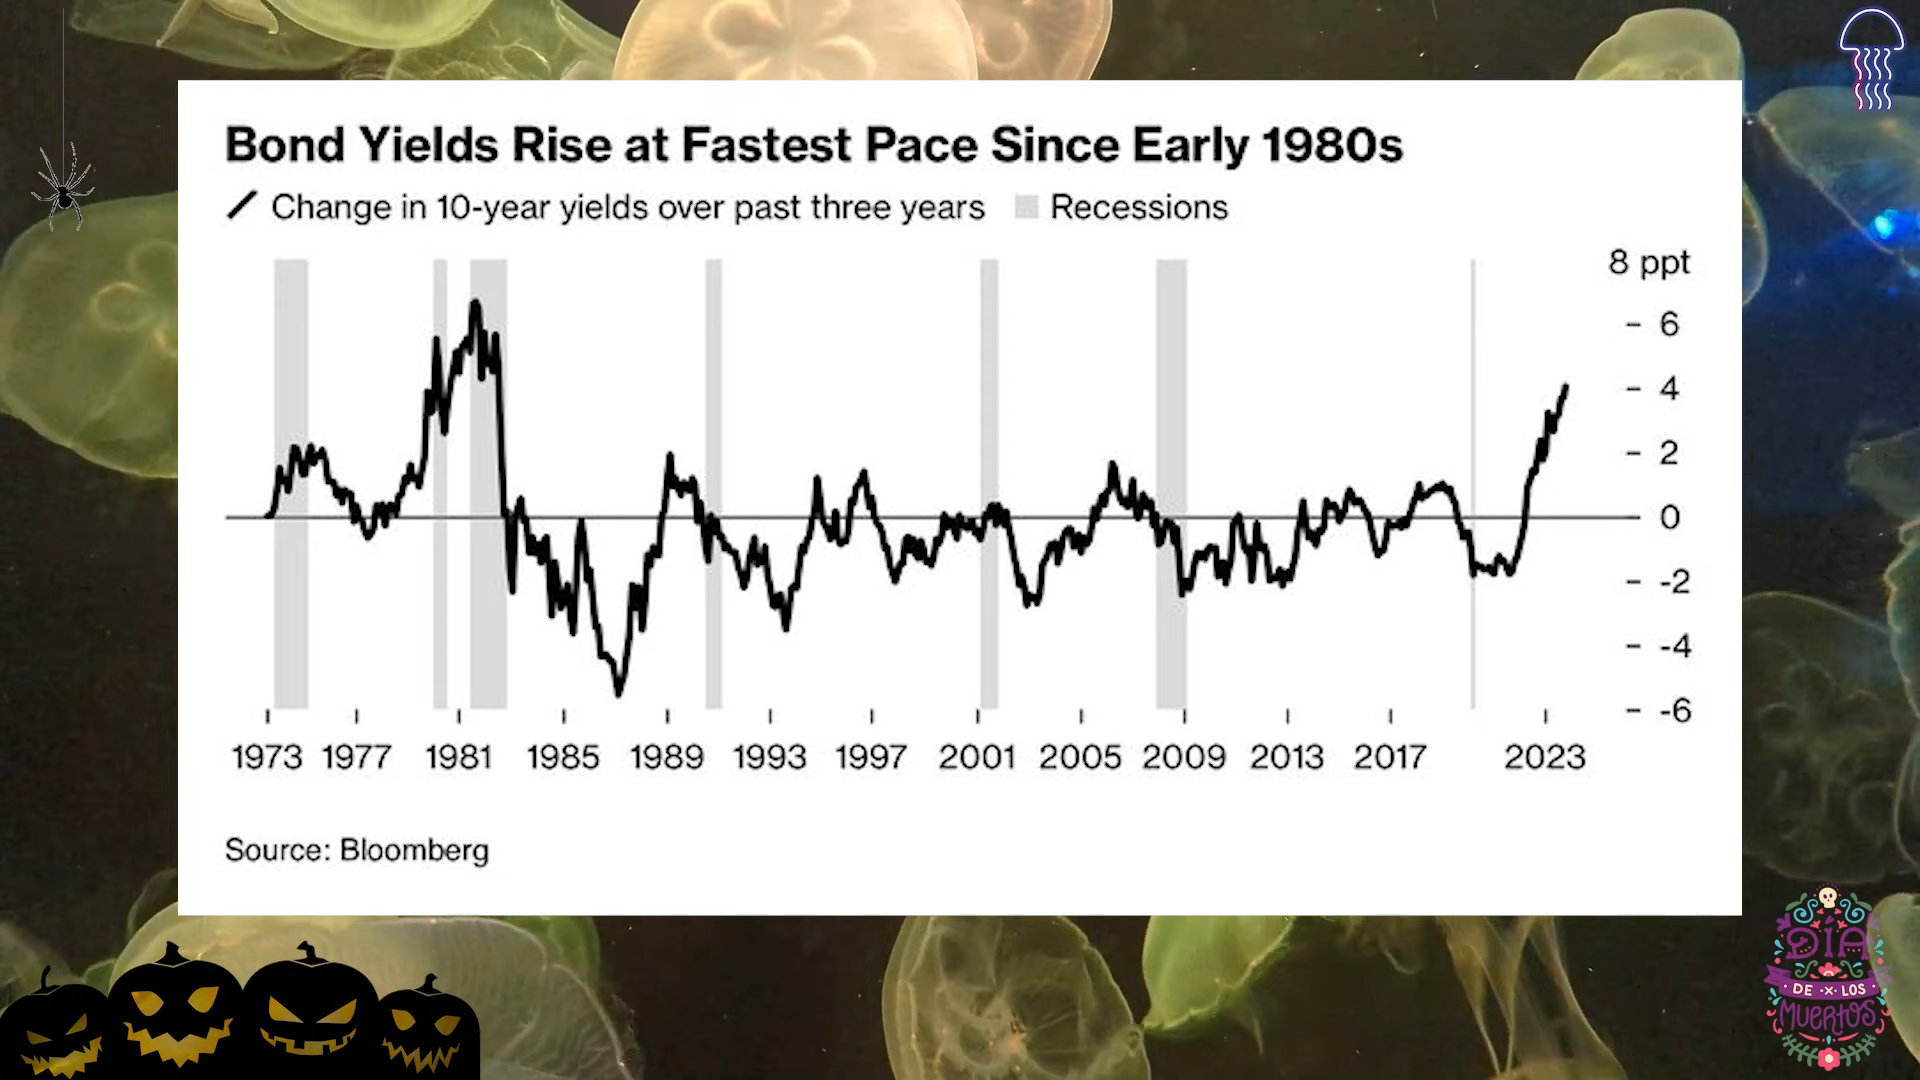 Bond Yields Rise at Fastest Pace Since Early 1980s
Change in 10-year yields over past three years Recessions
8 ppt
6
4
2
0
-2
-4
-6
1973 1977 1981 1985 1989 1993 1997 2001 2005 2009 2013 2017 2023
Source: Bloomberg
DÍA
DE LOS
MUERTOS